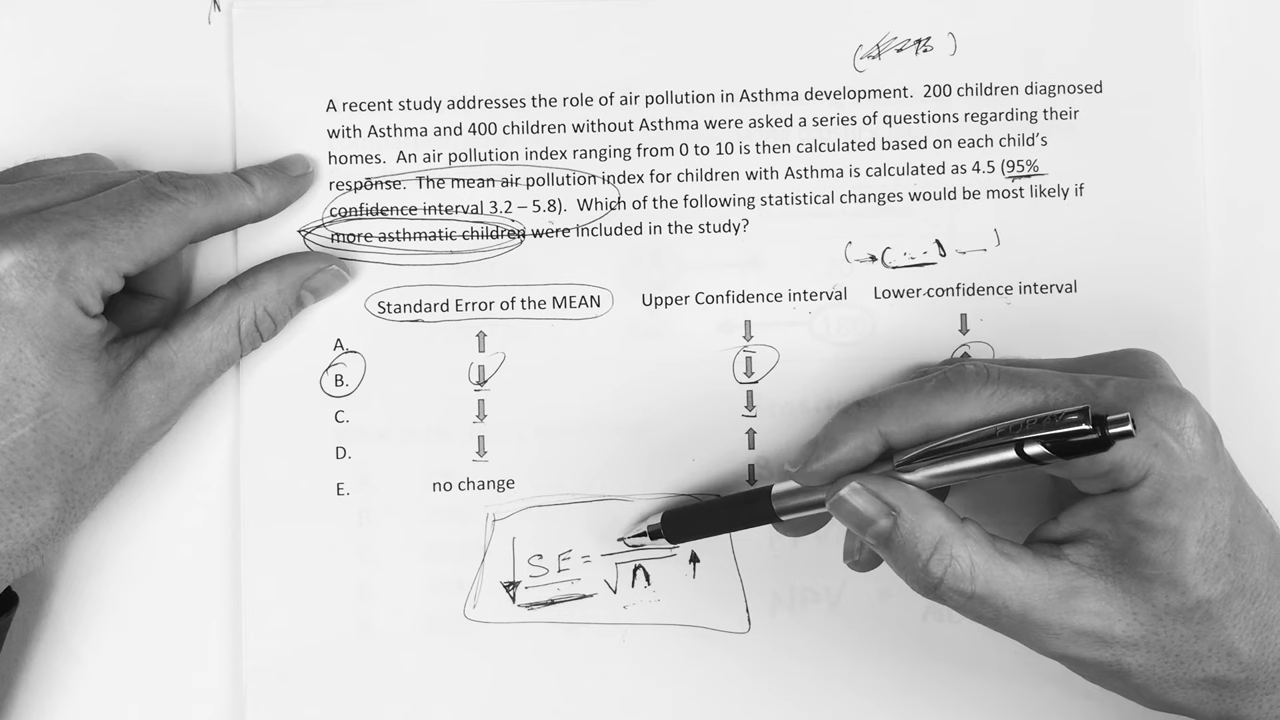 A recent study addresses the role of air pollution in Asthma development. 200 children diagnosed
with Asthma and 400 children without Asthma were asked a series of questions regarding their
homes. An air pollution index ranging from 0 to 10 is then calculated based on each child's
response. The mean air pollution index for children with Asthma is calculated as 4.5 (95%
confidence interval 3.2 – 5.8). Which of the following statistical changes would be most likely if
more asthmatic children were included in the study?
Standard Error of the MEAN Upper Confidence interval Lower confidence interval
A. ↑ ↓ ↓
B. ↓ ↓ ↑
C. ↓ ↓
D. ↓ ↑
E. no change ↓
↓ SE = √n ↑